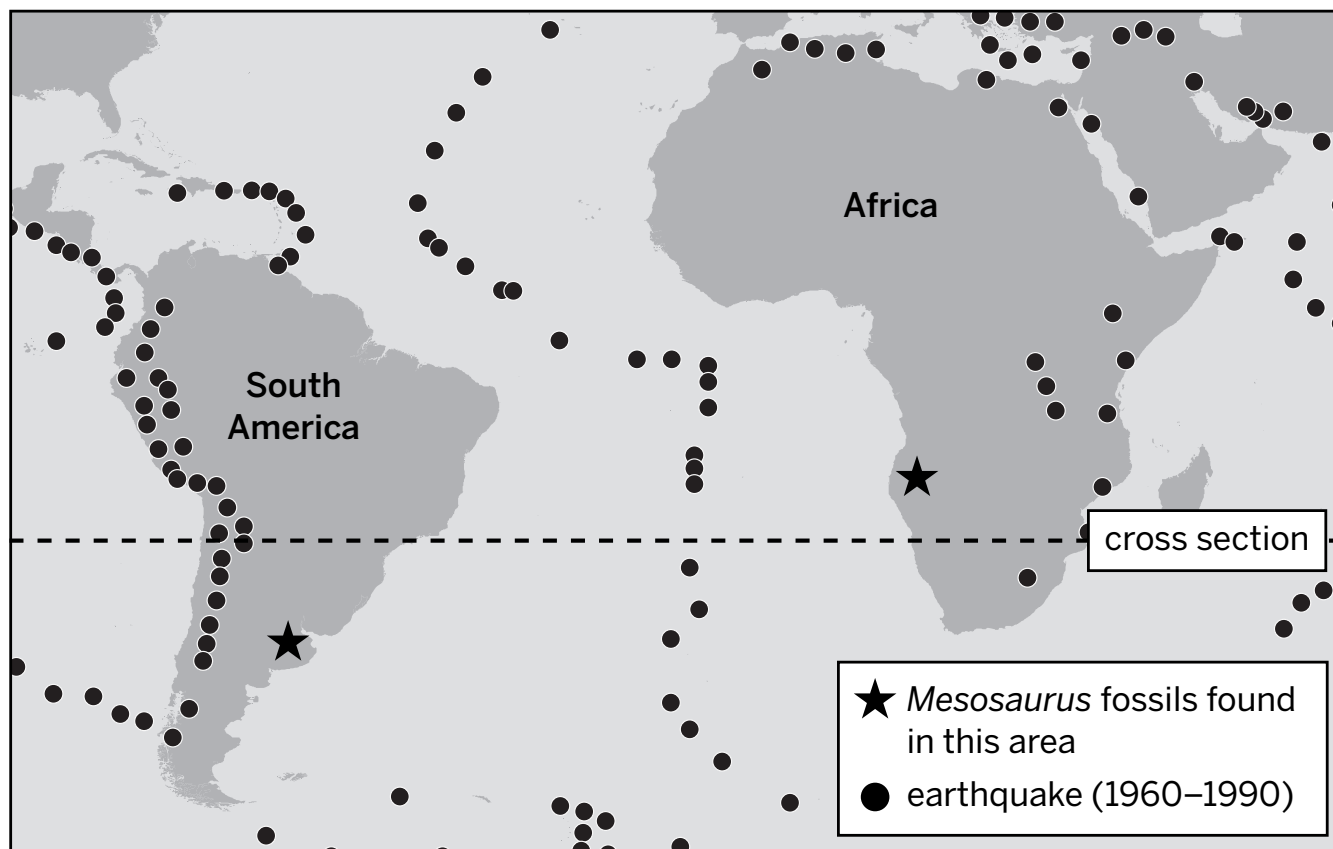 Africa
South
America
cross section
Mesosaurus fossils found
in this area
earthquake (1960–1990)